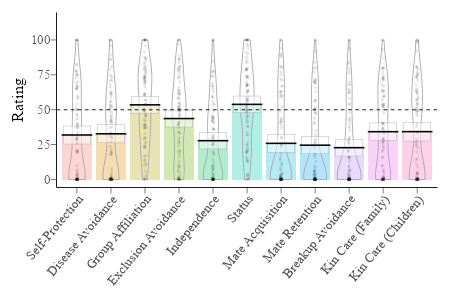 Rating
100
75
50
25
0
Self-Protection
Disease Avoidance
Group Affiliation
Exclusion Avoidance
Independence
Status
Mate Acquisition
Mate Retention
Breakup Avoidance
Kin Care (Family)
Kin Care (Children)